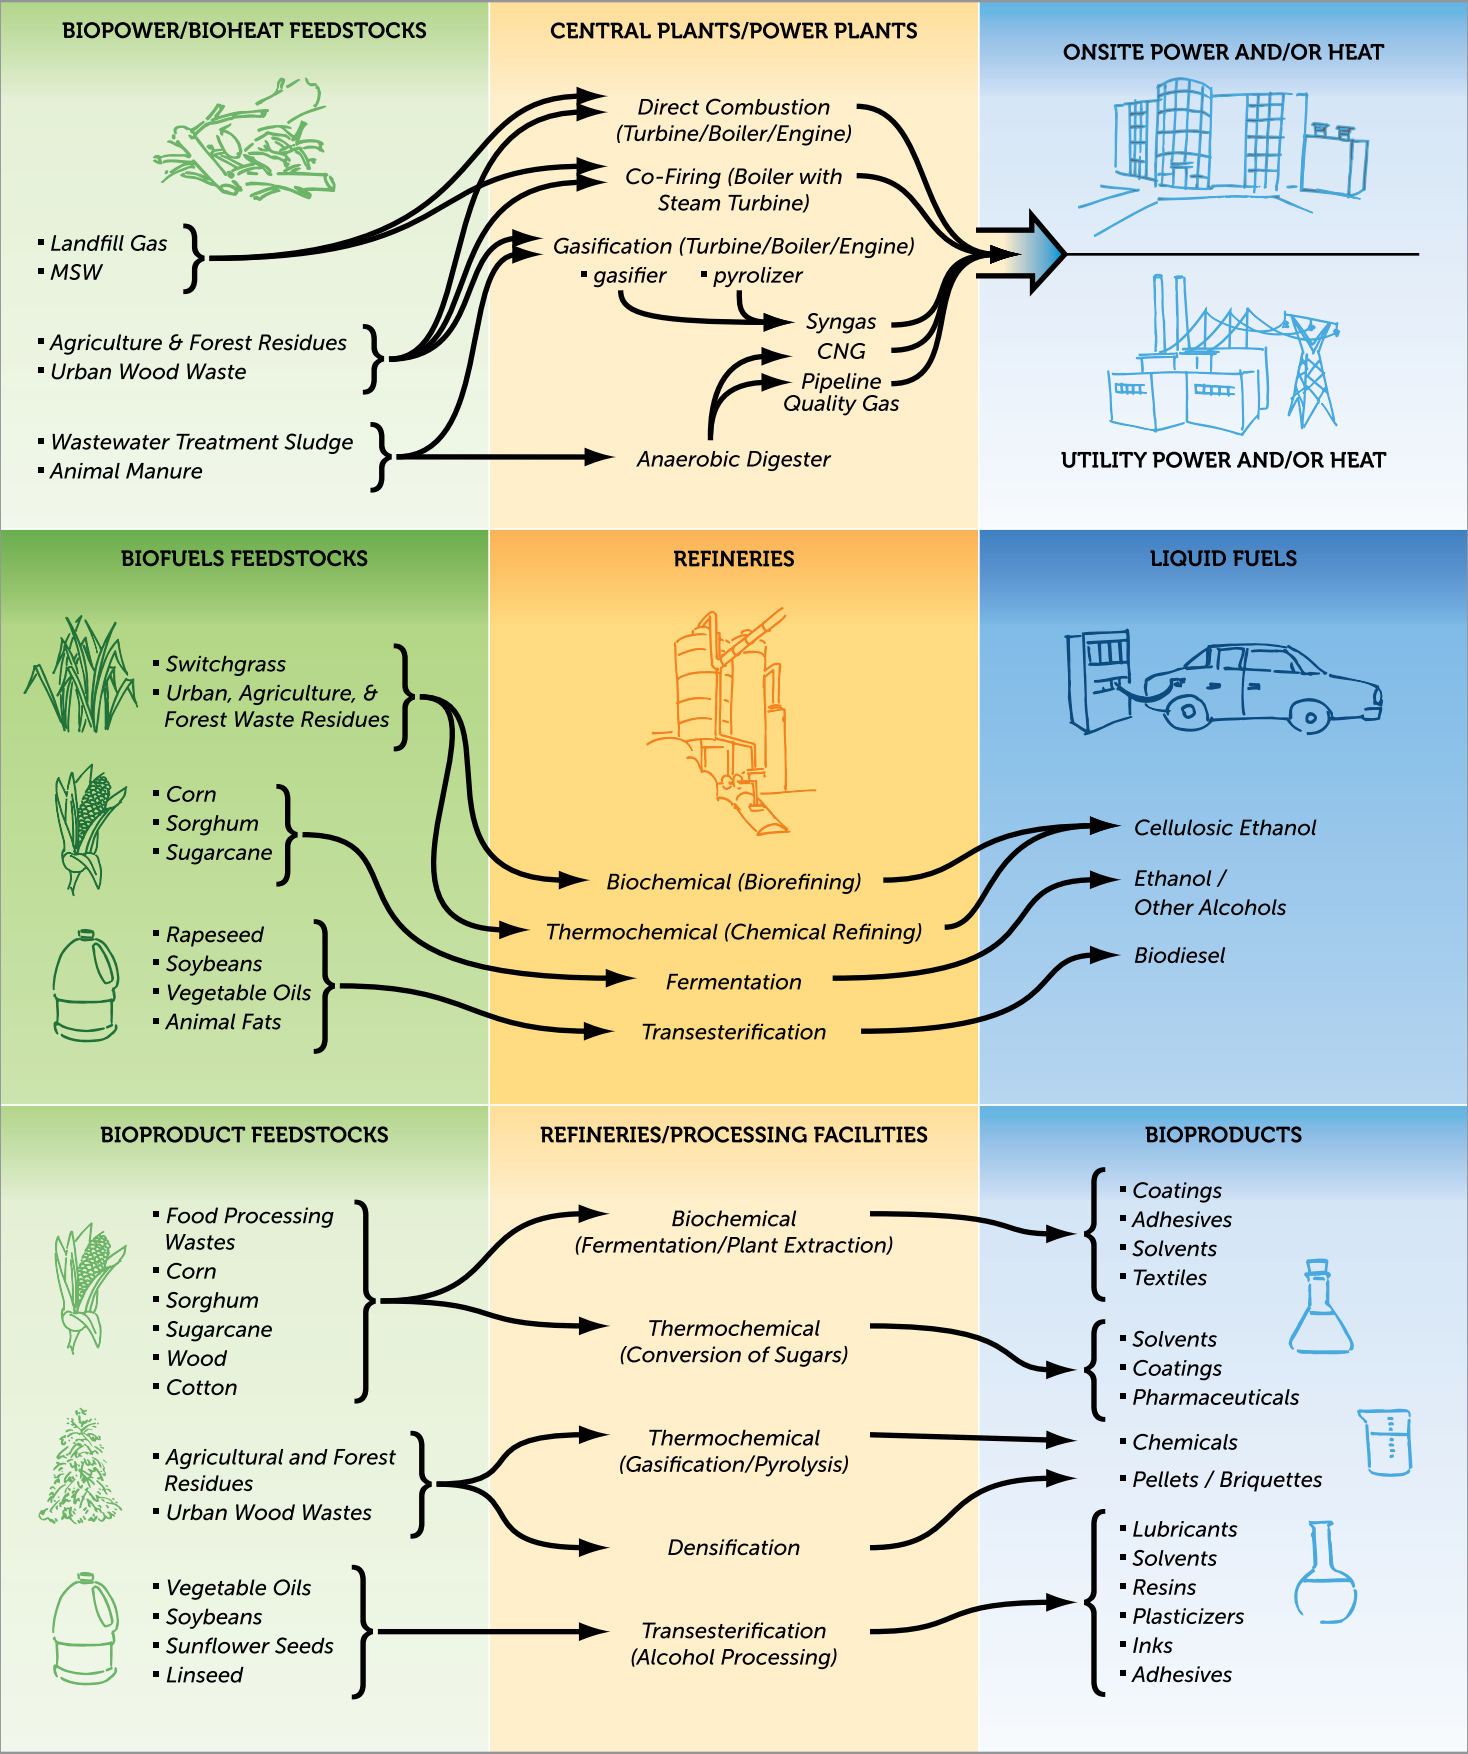 BIOPOWER/BIOHEAT FEEDSTOCKS
▪ Landfill Gas
▪ MSW
▪ Agriculture & Forest Residues
▪ Urban Wood Waste
▪ Wastewater Treatment Sludge
▪ Animal Manure
CENTRAL PLANTS/POWER PLANTS
Direct Combustion
(Turbine/Boiler/Engine)
Co-Firing (Boiler with
Steam Turbine)
Gasification (Turbine/Boiler/Engine)
▪ gasifier ▪ pyrolizer
Syngas
CNG
Pipeline
Quality Gas
Anaerobic Digester
ONSITE POWER AND/OR HEAT
UTILITY POWER AND/OR HEAT
BIOFUELS FEEDSTOCKS
▪ Switchgrass
▪ Urban, Agriculture, &
Forest Waste Residues
▪ Corn
▪ Sorghum
▪ Sugarcane
▪ Rapeseed
▪ Soybeans
▪ Vegetable Oils
▪ Animal Fats
REFINERIES
Biochemical (Biorefining)
Thermochemical (Chemical Refining)
Fermentation
Transesterification
LIQUID FUELS
Cellulosic Ethanol
Ethanol /
Other Alcohols
Biodiesel
BIOPRODUCT FEEDSTOCKS
▪ Food Processing
Wastes
▪ Corn
▪ Sorghum
▪ Sugarcane
▪ Wood
▪ Cotton
▪ Agricultural and Forest
Residues
▪ Urban Wood Wastes
▪ Vegetable Oils
▪ Soybeans
▪ Sunflower Seeds
▪ Linseed
REFINERIES/PROCESSING FACILITIES
Biochemical
(Fermentation/Plant Extraction)
Thermochemical
(Conversion of Sugars)
Thermochemical
(Gasification/Pyrolysis)
Densification
Transesterification
(Alcohol Processing)
BIOPRODUCTS
▪ Coatings
▪ Adhesives
▪ Solvents
▪ Textiles
▪ Solvents
▪ Coatings
▪ Pharmaceuticals
▪ Chemicals
▪ Pellets / Briquettes
▪ Lubricants
▪ Solvents
▪ Resins
▪ Plasticizers
▪ Inks
▪ Adhesives